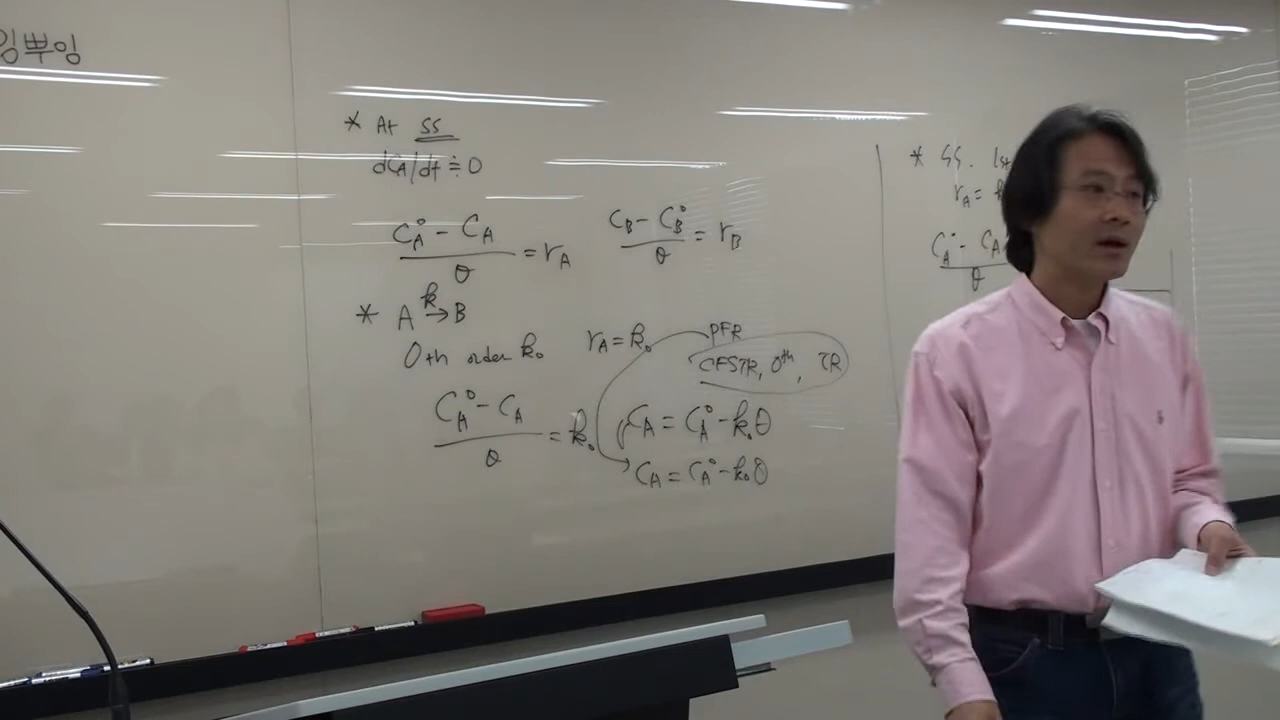 잉뿌잉
* At SS
dCA/dt ≒ 0
(CA° - CA)/θ = rA
(CB - CB°)/θ = rB
* A →k B
0th order k₀
rA = k₀
PFR
CFSTR, 0th,
(CA° - CA)/θ = k₀
CA = CA° - k₀θ
CA = CA° - k₀θ
* SS. 1st
rA =
CA° - CA
θ